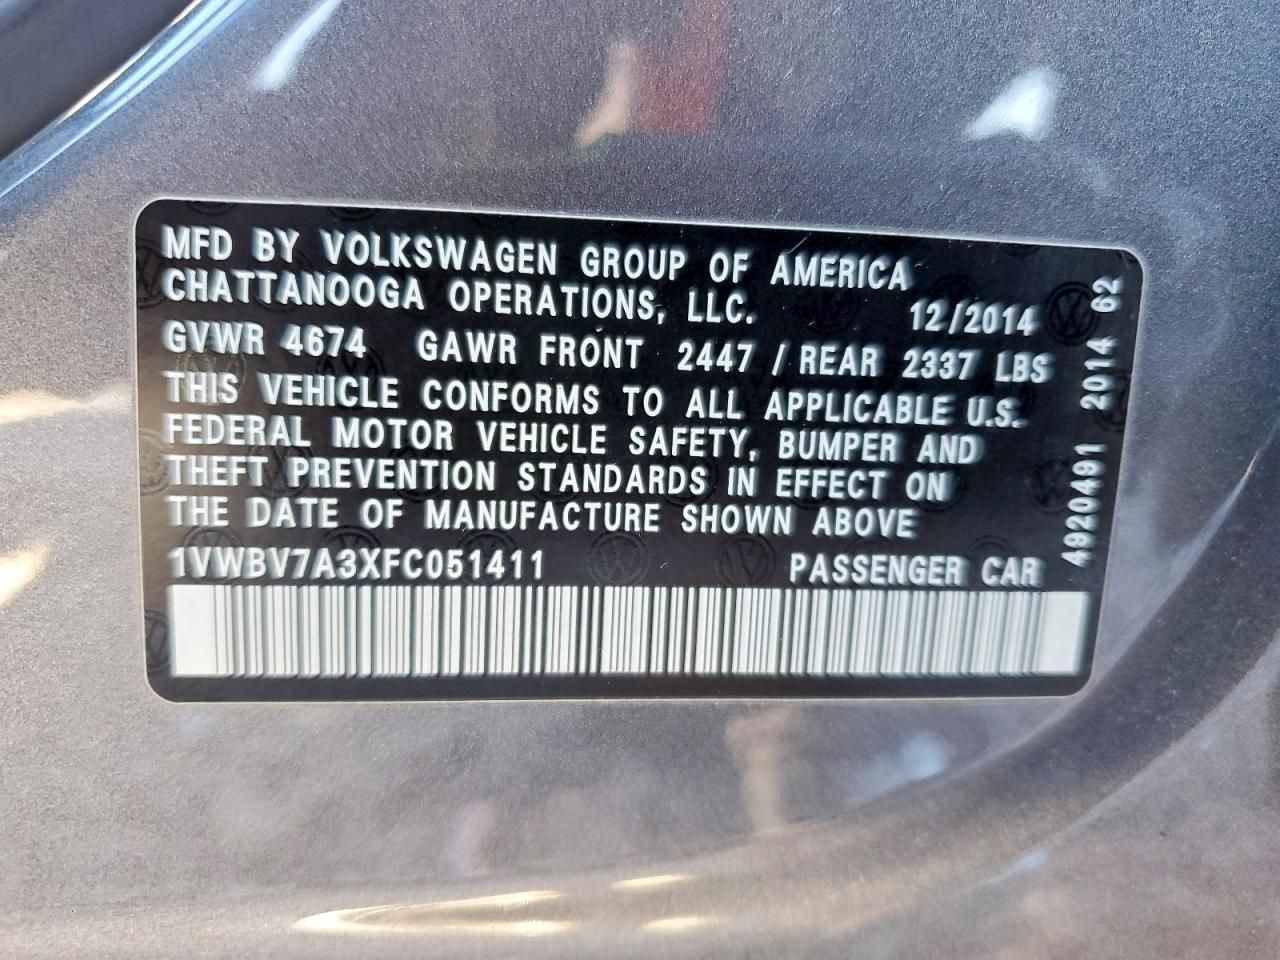 MFD BY VOLKSWAGEN GROUP OF AMERICA
CHATTANOOGA OPERATIONS, LLC. 12/2014
GVWR 4674 GAWR FRONT 2447 / REAR 2337 LBS
THIS VEHICLE CONFORMS TO ALL APPLICABLE U.S.
FEDERAL MOTOR VEHICLE SAFETY, BUMPER AND
THEFT PREVENTION STANDARDS IN EFFECT ON
THE DATE OF MANUFACTURE SHOWN ABOVE
1VWBV7A3XFC051411 PASSENGER CAR
4920491 2014 62